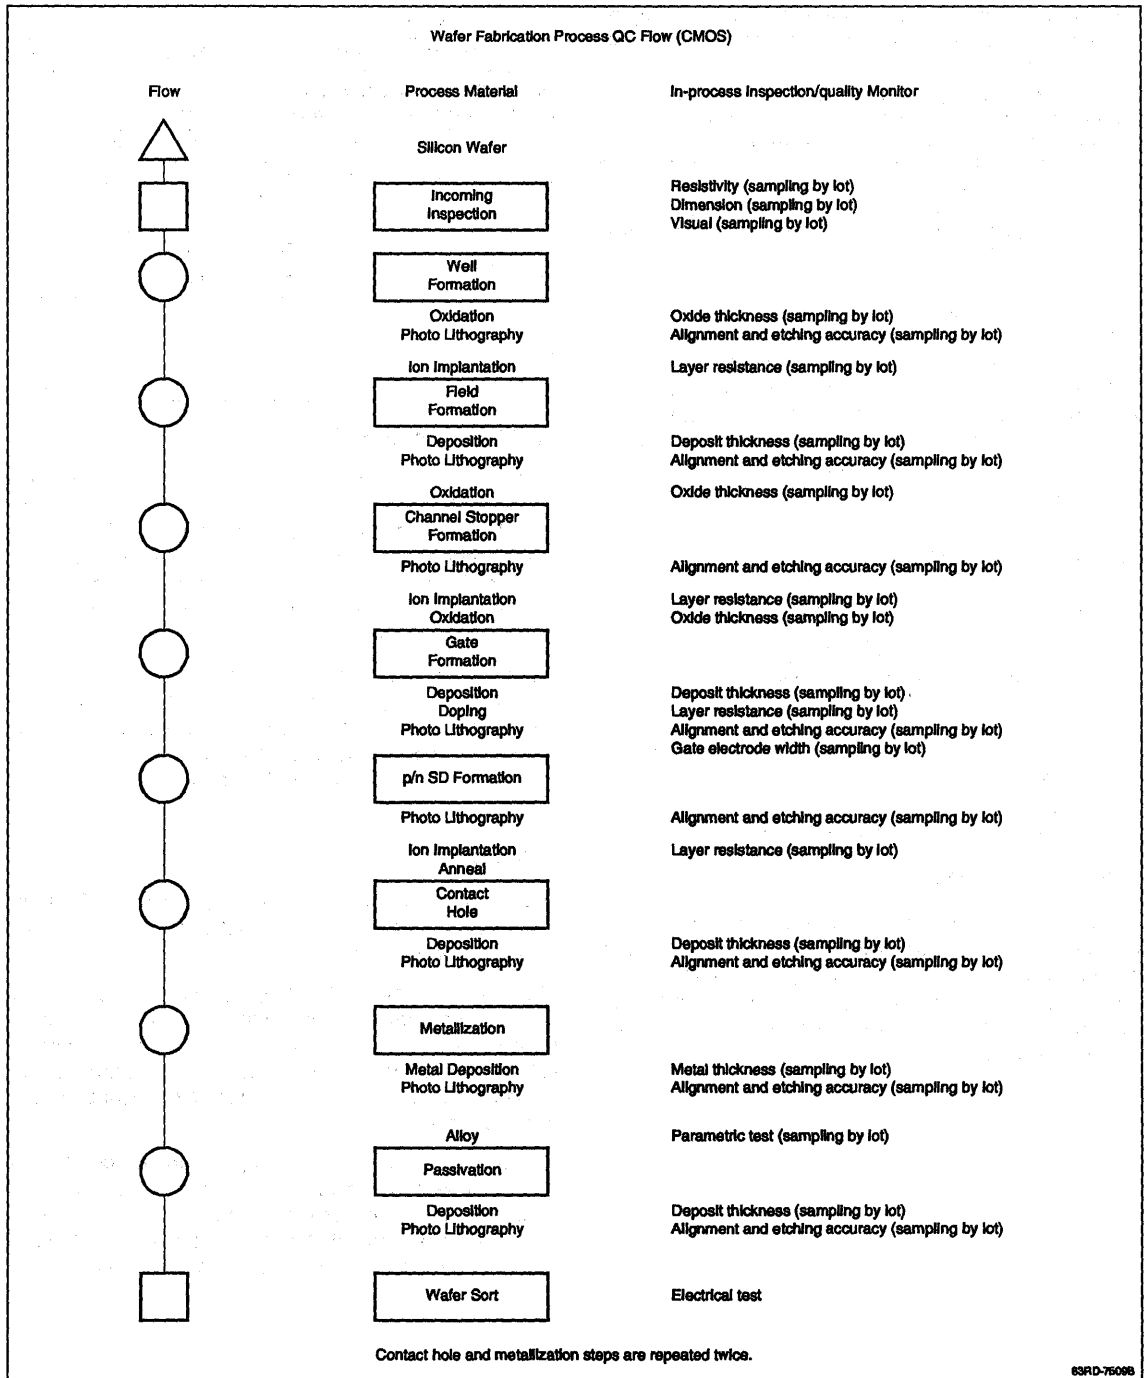 Wafer Fabrication Process QC Flow (CMOS)
Flow Process Material In-process Inspection/quality Monitor
Silicon Wafer
Incoming Resistivity (sampling by lot)
Inspection Dimension (sampling by lot)
Visual (sampling by lot)
Well
Formation
Oxidation Oxide thickness (sampling by lot)
Photo Lithography Alignment and etching accuracy (sampling by lot)
Ion Implantation Layer resistance (sampling by lot)
Field
Formation
Deposition Deposit thickness (sampling by lot)
Photo Lithography Alignment and etching accuracy (sampling by lot)
Oxidation Oxide thickness (sampling by lot)
Channel Stopper
Formation
Photo Lithography Alignment and etching accuracy (sampling by lot)
Ion Implantation Layer resistance (sampling by lot)
Oxidation Oxide thickness (sampling by lot)
Gate
Formation
Deposition Deposit thickness (sampling by lot)
Doping Layer resistance (sampling by lot)
Photo Lithography Alignment and etching accuracy (sampling by lot)
Gate electrode width (sampling by lot)
p/n SD Formation
Photo Lithography Alignment and etching accuracy (sampling by lot)
Ion Implantation Layer resistance (sampling by lot)
Anneal
Contact
Hole
Deposition Deposit thickness (sampling by lot)
Photo Lithography Alignment and etching accuracy (sampling by lot)
Metallization
Metal Deposition Metal thickness (sampling by lot)
Photo Lithography Alignment and etching accuracy (sampling by lot)
Alloy Parametric test (sampling by lot)
Passivation
Deposition Deposit thickness (sampling by lot)
Photo Lithography Alignment and etching accuracy (sampling by lot)
Wafer Sort Electrical test
Contact hole and metallization steps are repeated twice.
83RD-7509B